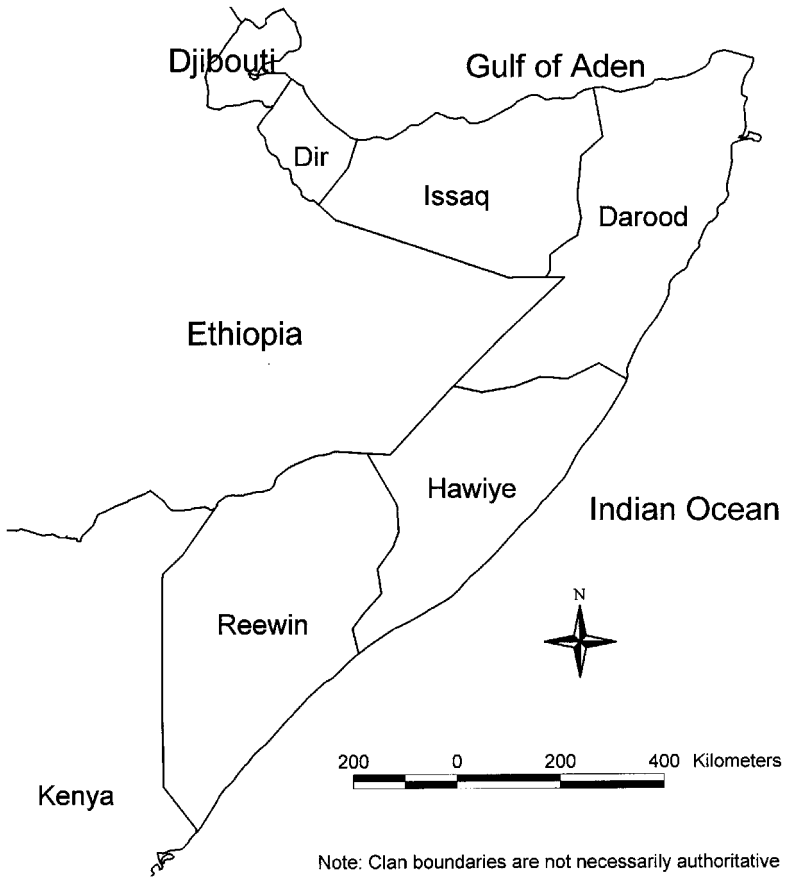 Djibouti
Gulf of Aden
Dir
Issaq
Darood
Ethiopia
Hawiye
Indian Ocean
N
Reewin
200 0 200 400 Kilometers
Kenya
Note: Clan boundaries are not necessarily authoritative